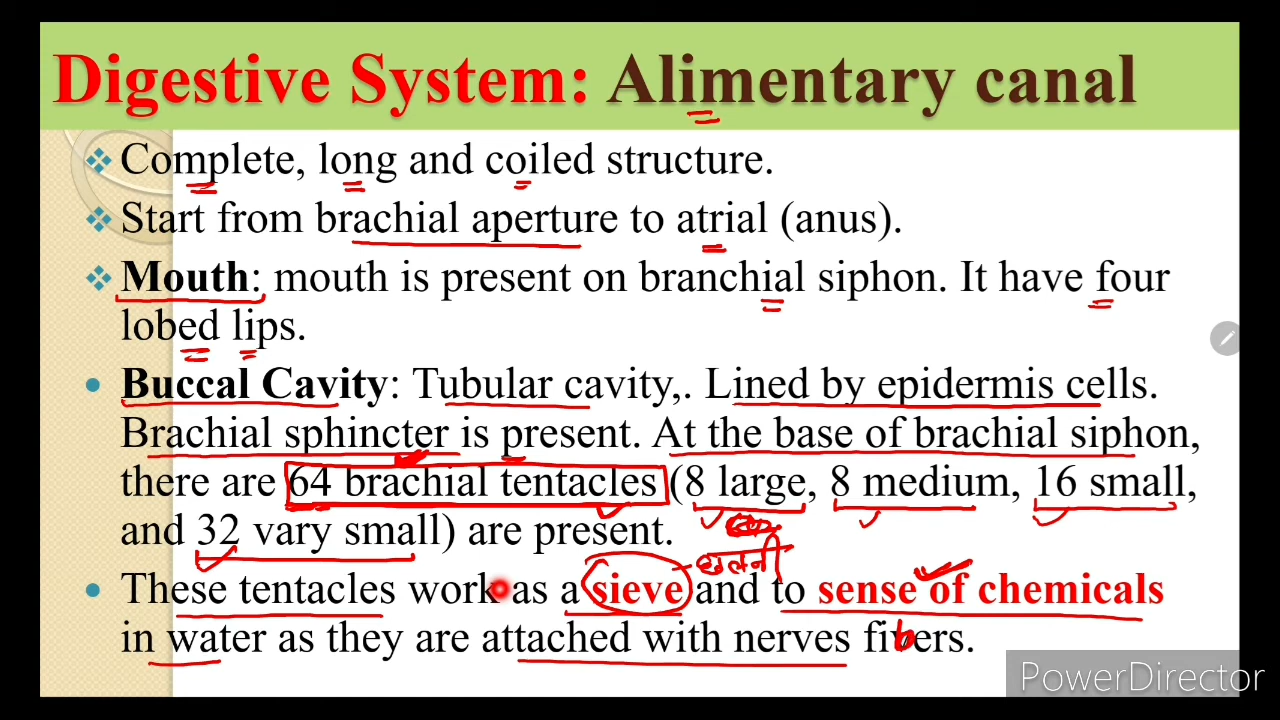 Digestive System: Alimentary canal
Complete, long and coiled structure.
Start from brachial aperture to atrial (anus).
Mouth: mouth is present on branchial siphon. It have four
lobed lips.
Buccal Cavity: Tubular cavity,. Lined by epidermis cells.
Brachial sphincter is present. At the base of brachial siphon,
there are 64 brachial tentacles (8 large, 8 medium, 16 small,
and 32 vary small) are present.
These tentacles work as a sieve and to sense of chemicals
in water as they are attached with nerves fibers.
PowerDirector